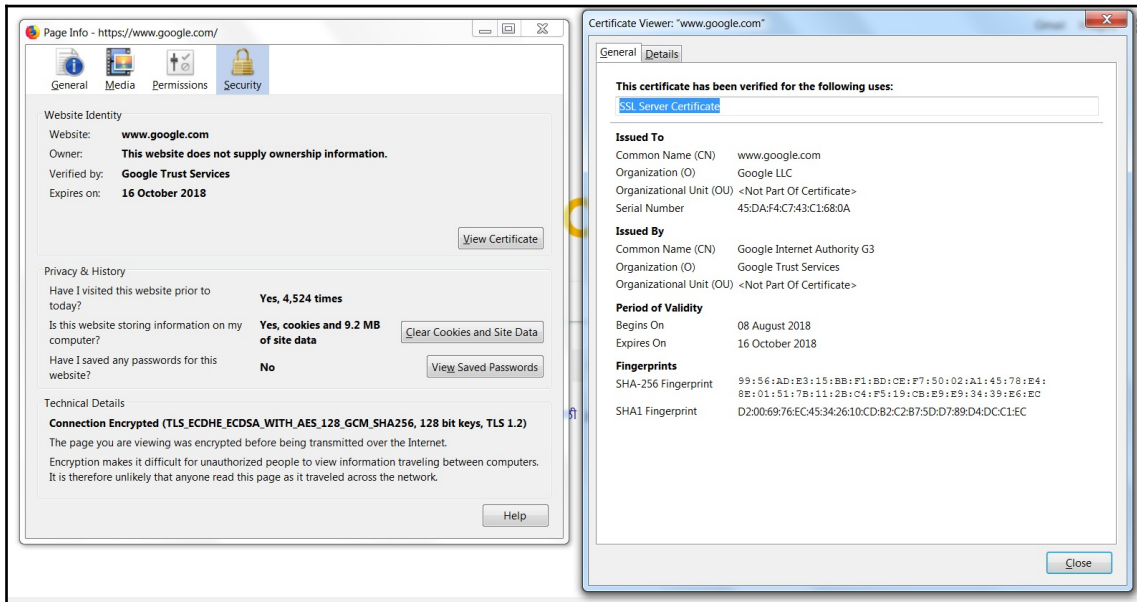 Page Info - https://www.google.com/
General Media Permissions Security
Website Identity
Website: www.google.com
Owner: This website does not supply ownership information.
Verified by: Google Trust Services
Expires on: 16 October 2018
View Certificate
Privacy & History
Have I visited this website prior to
today?
Yes, 4,524 times
Is this website storing information on my
computer?
Yes, cookies and 9.2 MB
of site data
Clear Cookies and Site Data
Have I saved any passwords for this
website?
No
View Saved Passwords
Technical Details
Connection Encrypted (TLS_ECDHE_ECDSA_WITH_AES_128_GCM_SHA256, 128 bit keys, TLS 1.2)
The page you are viewing was encrypted before being transmitted over the Internet.
Encryption makes it difficult for unauthorized people to view information traveling between computers.
It is therefore unlikely that anyone read this page as it traveled across the network.
Help
Certificate Viewer: "www.google.com"
General Details
This certificate has been verified for the following uses:
SSL Server Certificate
Issued To
Common Name (CN) www.google.com
Organization (O) Google LLC
Organizational Unit (OU) <Not Part Of Certificate>
Serial Number 45:DA:F4:C7:43:C1:68:0A
Issued By
Common Name (CN) Google Internet Authority G3
Organization (O) Google Trust Services
Organizational Unit (OU) <Not Part Of Certificate>
Period of Validity
Begins On 08 August 2018
Expires On 16 October 2018
Fingerprints
SHA-256 Fingerprint 99:56:AD:E3:15:BB:F1:BD:CE:F7:50:02:A1:45:78:E4:
8E:01:51:7B:11:2B:C4:F5:19:CB:E9:E9:34:39:E6:EC
SHA1 Fingerprint D2:00:69:76:EC:45:34:26:10:CD:B2:C2:B7:5D:D7:89:D4:DC:C1:EC
Close